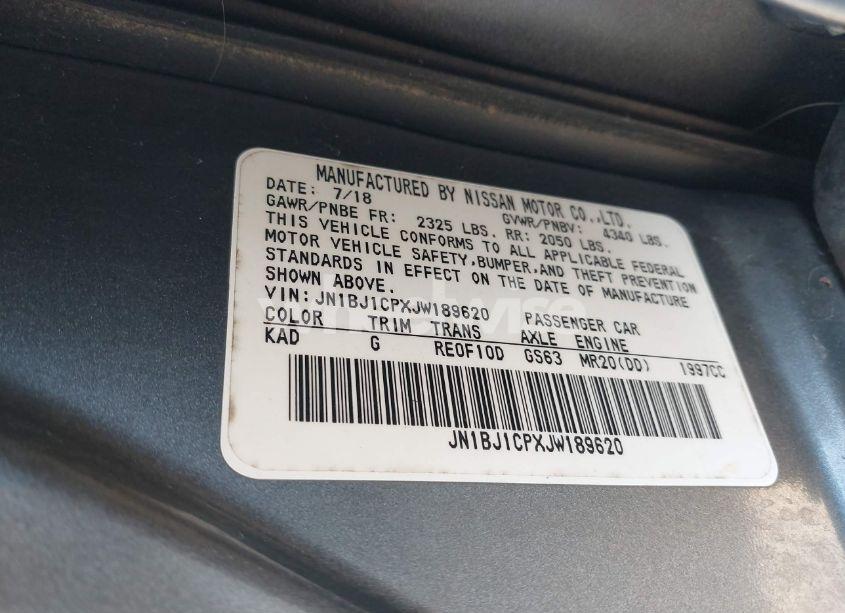 MANUFACTURED BY NISSAN MOTOR CO.,LTD.
DATE: 7/18 GVWR/PNBV: 4340 LBS.
GAWR/PNBE FR: 2325 LBS. RR: 2050 LBS.
THIS VEHICLE CONFORMS TO ALL APPLICABLE FEDERAL
MOTOR VEHICLE SAFETY,BUMPER,AND THEFT PREVENTION
STANDARDS IN EFFECT ON THE DATE OF MANUFACTURE
SHOWN ABOVE.
VIN:JN1BJ1CPXJW189620 PASSENGER CAR
COLOR TRIM TRANS AXLE ENGINE
KAD G RE0F10D GS63 MR20(DD) 1997CC
JN1BJ1CPXJW189620